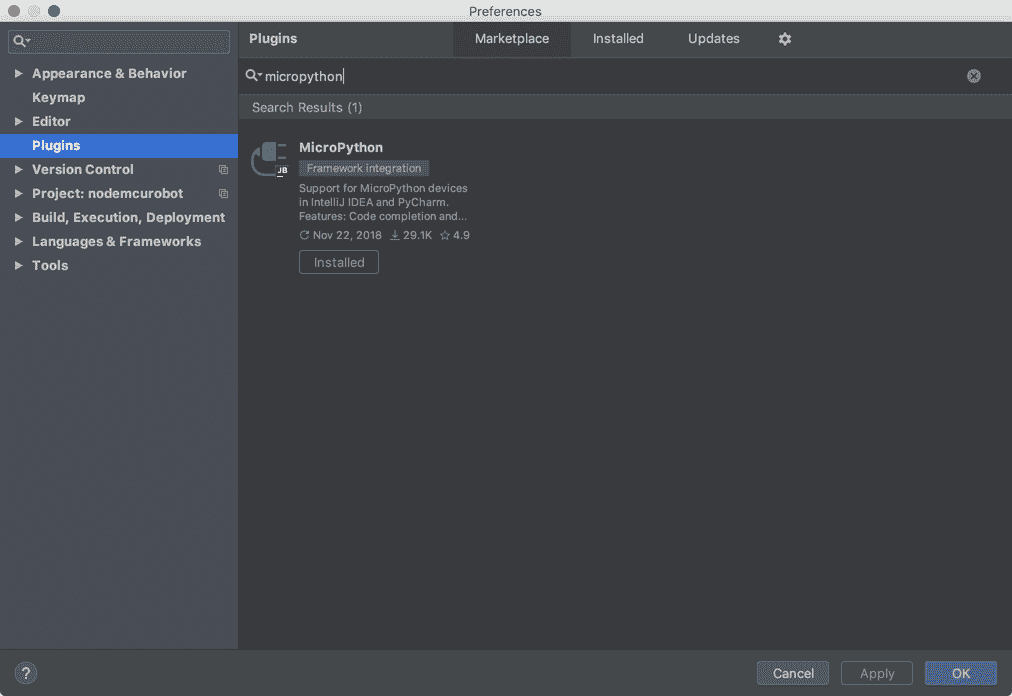 Preferences
Appearance & Behavior
Keymap
Editor
Plugins
Version Control
Project: nodemcurobot
Build, Execution, Deployment
Languages & Frameworks
Tools
Plugins
Marketplace
Installed
Updates
micropython
Search Results (1)
MicroPython
JB
Framework integration
Support for MicroPython devices
in IntelliJ IDEA and PyCharm.
Features: Code completion and...
Nov 22, 2018 29.1K 4.9
Installed
?
Cancel
Apply
OK